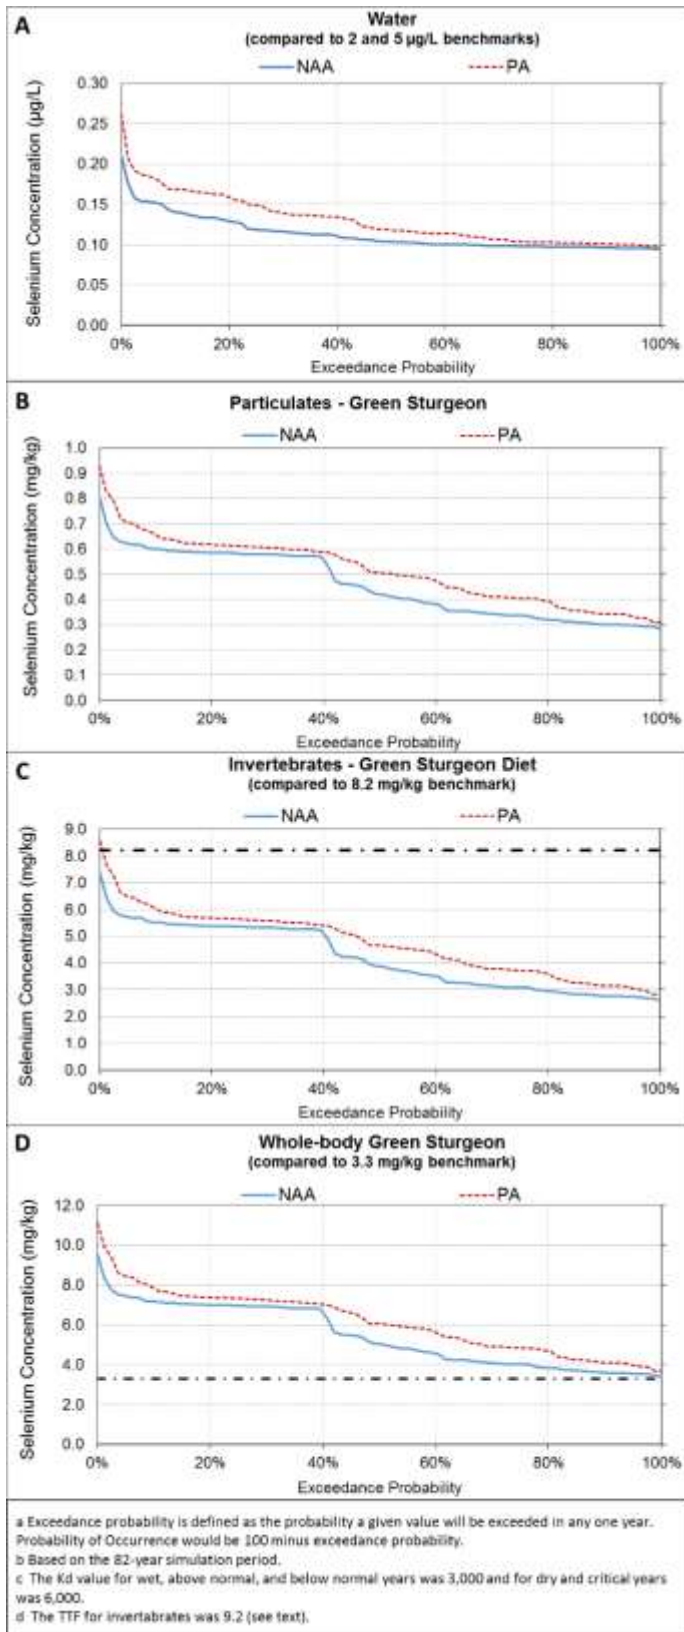 A
Water
(compared to 2 and 5 µg/L benchmarks)
NAA PA
Selenium Concentration (µg/L)
0.30
0.25
0.20
0.15
0.10
0.05
0.00
0% 20% 40% 60% 80% 100%
Exceedance Probability
B
Particulates - Green Sturgeon
NAA PA
Selenium Concentration (mg/kg)
1.0
0.9
0.8
0.7
0.6
0.5
0.4
0.3
0.2
0.1
0.0
0% 20% 40% 60% 80% 100%
Exceedance Probability
C
Invertebrates - Green Sturgeon Diet
(compared to 8.2 mg/kg benchmark)
NAA PA
Selenium Concentration (mg/kg)
9.0
8.0
7.0
6.0
5.0
4.0
3.0
2.0
1.0
0.0
0% 20% 40% 60% 80% 100%
Exceedance Probability
D
Whole-body Green Sturgeon
(compared to 3.3 mg/kg benchmark)
NAA PA
Selenium Concentration (mg/kg)
12.0
10.0
8.0
6.0
4.0
2.0
0.0
0% 20% 40% 60% 80% 100%
Exceedance Probability
a Exceedance probability is defined as the probability a given value will be exceeded in any one year.
Probability of Occurrence would be 100 minus exceedance probability.
b Based on the 82-year simulation period.
c The Kd value for wet, above normal, and below normal years was 3,000 and for dry and critical years
was 6,000.
d The TTF for invertabrates was 9.2 (see text).